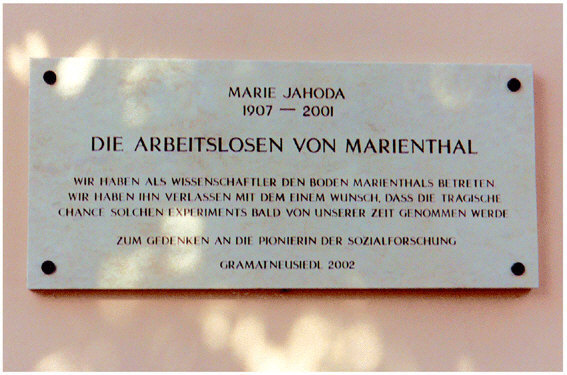 MARIE JAHODA
1907 — 2001
DIE ARBEITSLOSEN VON MARIENTHAL
WIR HABEN ALS WISSENSCHAFTLER DEN BODEN MARIENTHALS BETRETEN
WIR HABEN IHN VERLASSEN MIT DEM EINEM WUNSCH, DASS DIE TRAGISCHE
CHANCE SOLCHEN EXPERIMENTS BALD VON UNSERER ZEIT GENOMMEN WERDE
ZUM GEDENKEN AN DIE PIONIERIN DER SOZIALFORSCHUNG
GRAMATNEUSIEDL 2002